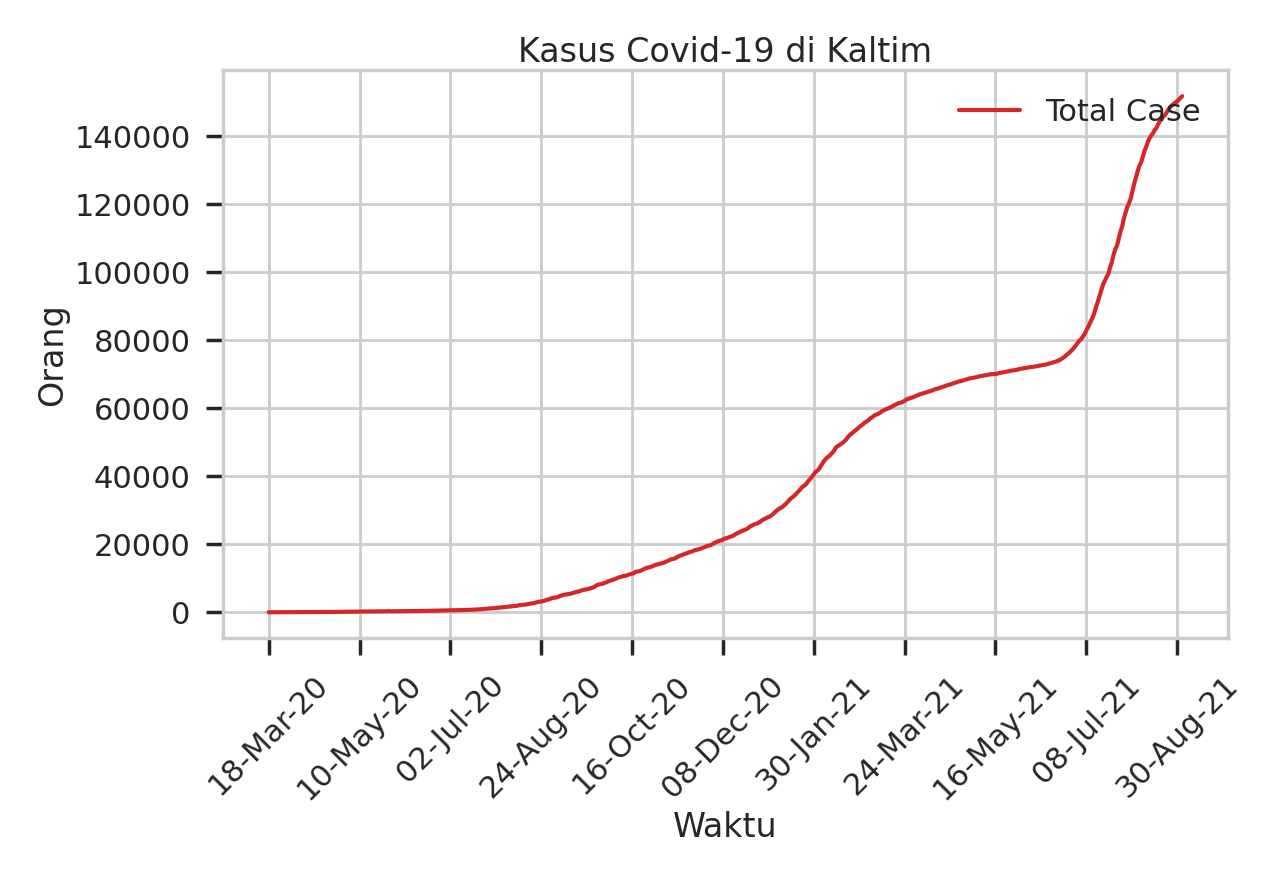 Kasus Covid-19 di Kaltim
Total Case
140000
120000
100000
80000
60000
40000
20000
0
Orang
18-Mar-20
10-May-20
02-Jul-20
24-Aug-20
16-Oct-20
08-Dec-20
30-Jan-21
24-Mar-21
16-May-21
08-Jul-21
30-Aug-21
Waktu